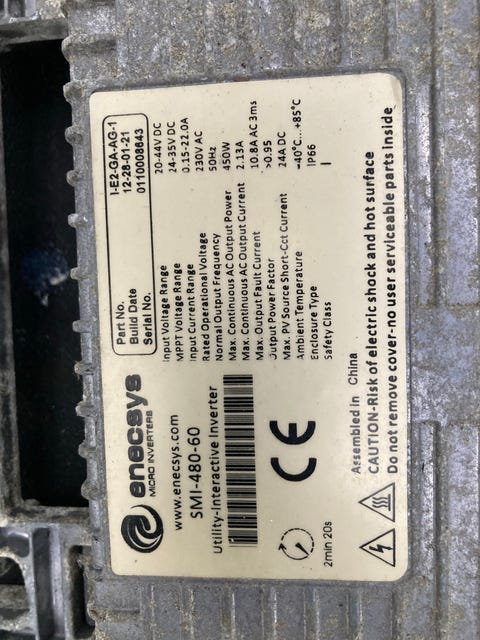 enecsys
MICRO INVERTERS
Part No. I-E2-GA-AG-1
Build Date 12-28-01-21
Serial No. 0110008643
www.enecsys.com
SMI-480-60
Utility-Interactive Inverter
Input Voltage Range 20-44V DC
MPPT Voltage Range 24-35V DC
Input Current Range 0.15-22.0A
Rated Operational Voltage 230V AC
Normal Output Frequency 50Hz
Max. Continuous AC Output Power 450W
Max. Continuous AC Output Current 2.13A
Max. Output Fault Current 10.8A AC 3ms
Output Power Factor >0.95
Max. PV Source Short-Cct Current 24A DC
Ambient Temperature -40°C...+85°C
Enclosure Type IP66
Safety Class I
CE
2min 20s
Assembled in China
CAUTION-Risk of electric shock and hot surface
Do not remove cover-no user serviceable parts Inside